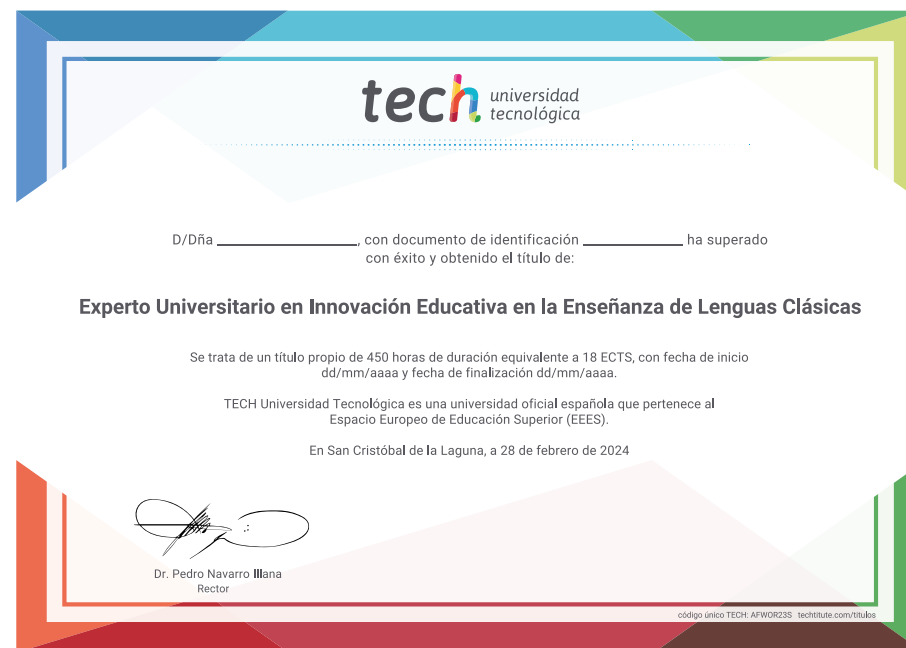 tech universidad
tecnológica
D/Dña ____________________, con documento de identificación ______________ ha superado
con éxito y obtenido el título de:
Experto Universitario en Innovación Educativa en la Enseñanza de Lenguas Clásicas
Se trata de un título propio de 450 horas de duración equivalente a 18 ECTS, con fecha de inicio
dd/mm/aaaa y fecha de finalización dd/mm/aaaa.
TECH Universidad Tecnológica es una universidad oficial española que pertenece al
Espacio Europeo de Educación Superior (EEES).
En San Cristóbal de la Laguna, a 28 de febrero de 2024
Dr. Pedro Navarro Illana
Rector
código único TECH: AFWOR23S techtitute.com/titulos